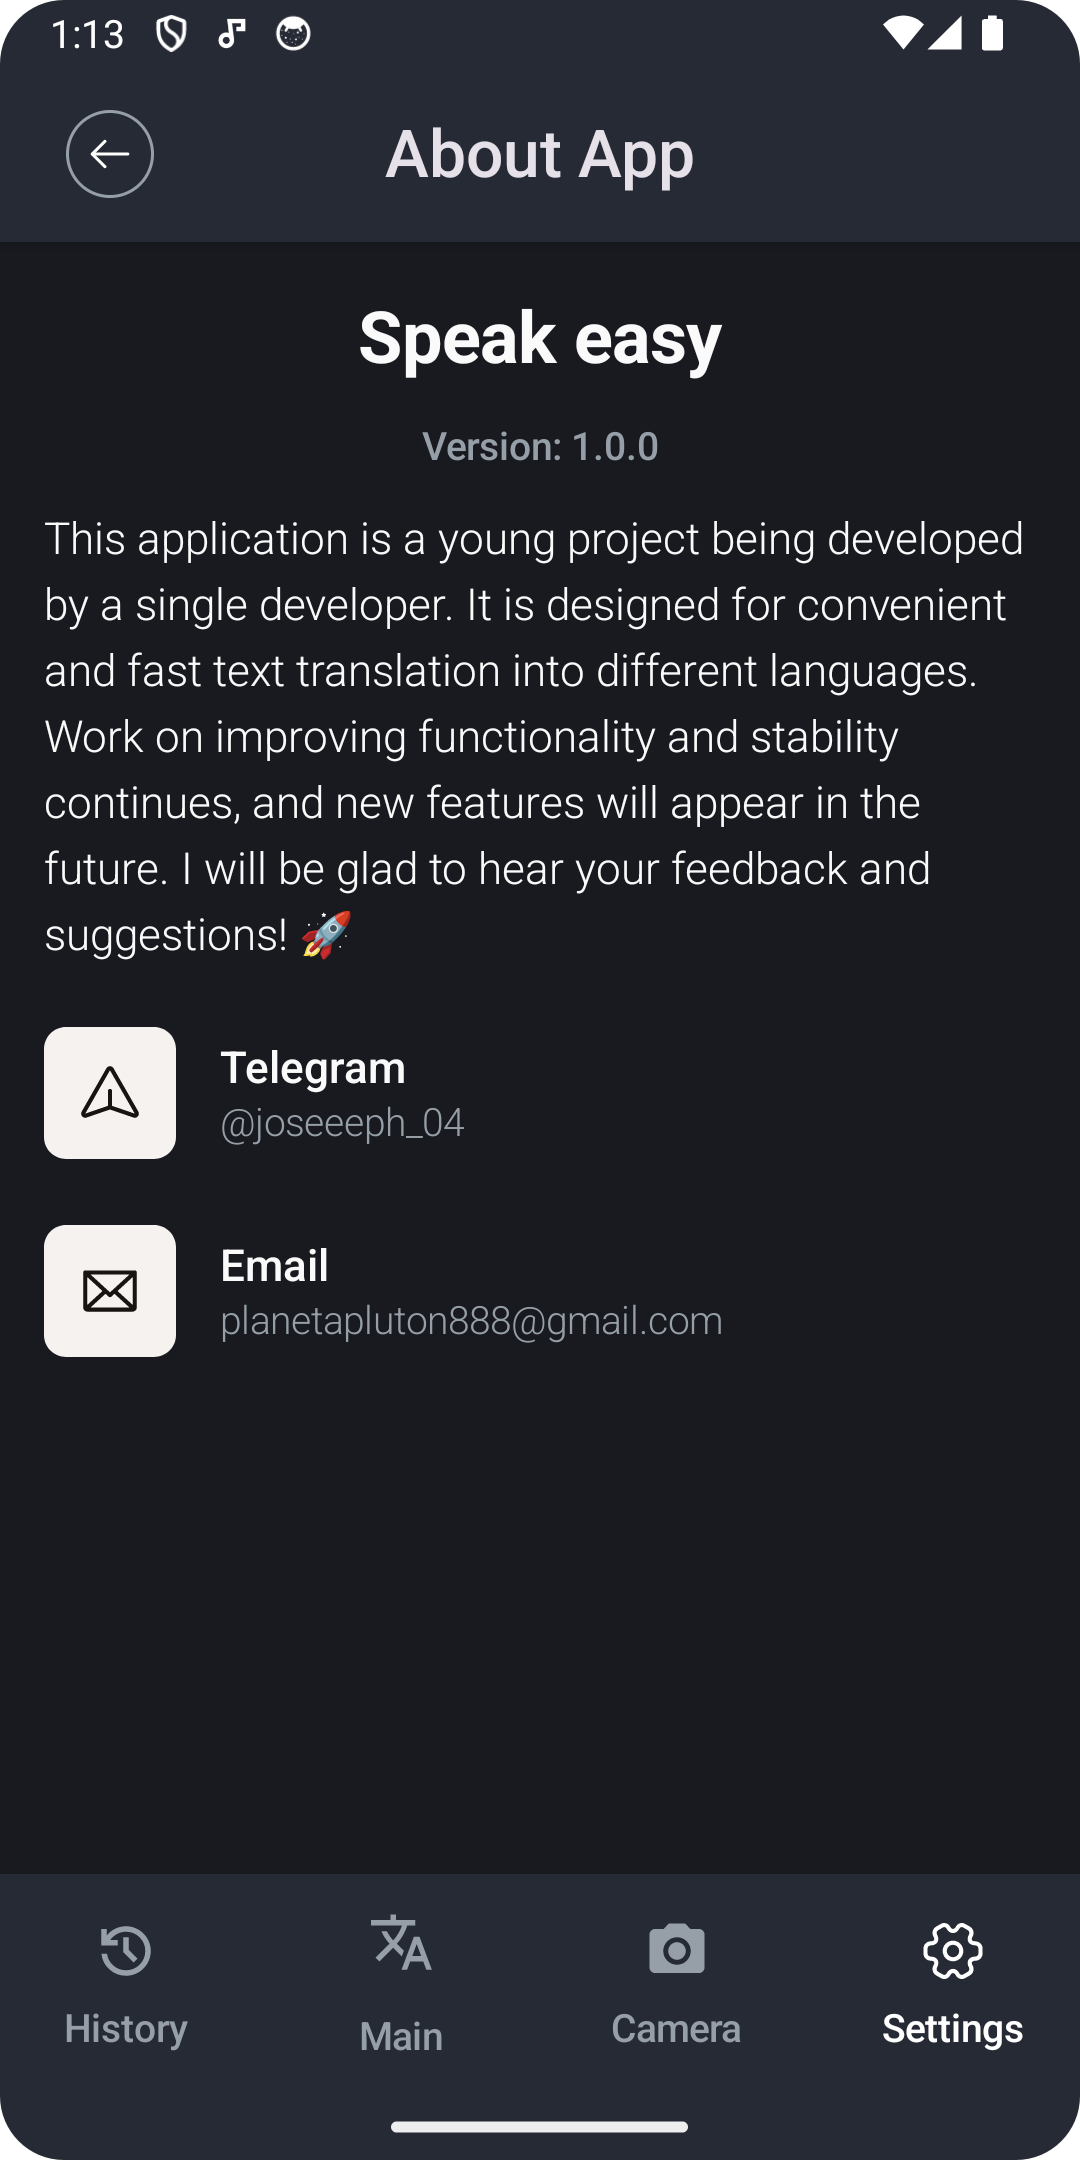 1:13
About App
Speak easy
Version: 1.0.0
This application is a young project being developed
by a single developer. It is designed for convenient
and fast text translation into different languages.
Work on improving functionality and stability
continues, and new features will appear in the
future. I will be glad to hear your feedback and
suggestions! 🚀
Telegram
@joseeeph_04
Email
planetapluton888@gmail.com
History
Main
Camera
Settings